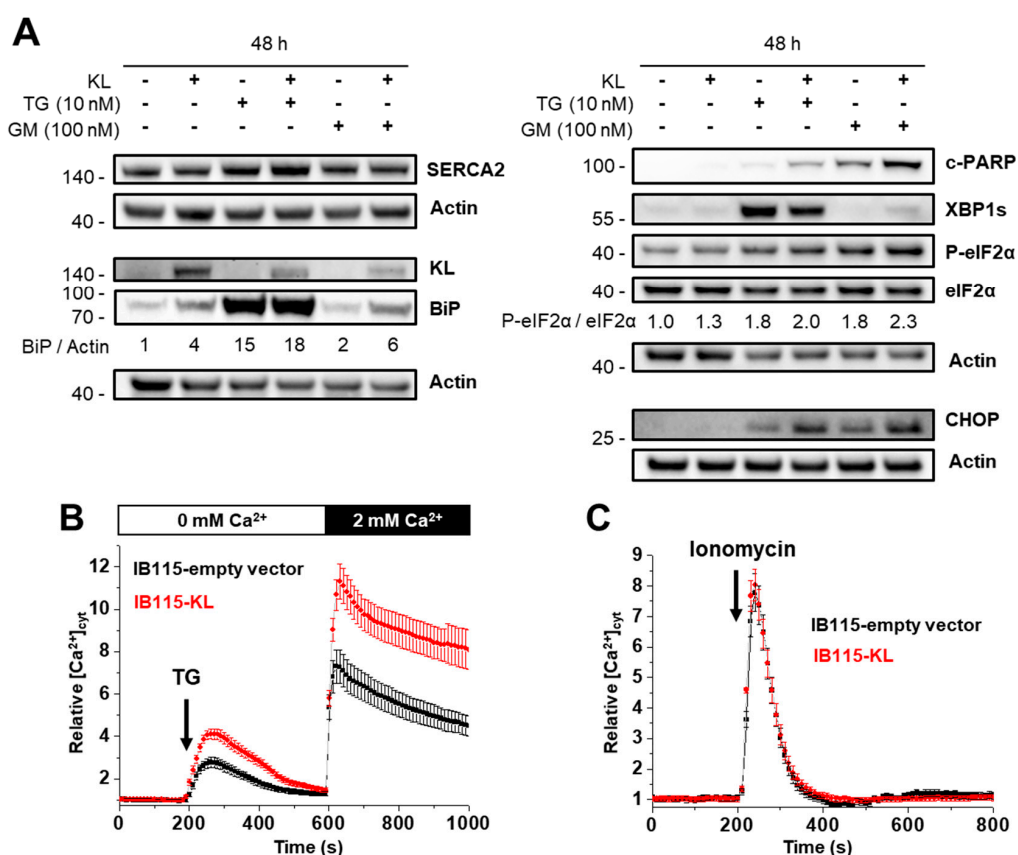 A
48 h
KL - + - + - +
TG (10 nM) - - + + - -
GM (100 nM) - - - - + +
140 - SERCA2
40 - Actin
140 - KL
100 -
70 - BiP
BiP / Actin 1 4 15 18 2 6
40 - Actin
48 h
KL - + - + - +
TG (10 nM) - - + + - -
GM (100 nM) - - - - + +
100 - c-PARP
55 - XBP1s
40 - P-eIF2α
40 - eIF2α
P-eIF2α / eIF2α 1.0 1.3 1.8 2.0 1.8 2.3
40 - Actin
25 - CHOP
Actin
B
0 mM Ca²⁺ 2 mM Ca²⁺
IB115-empty vector
IB115-KL
TG
Relative [Ca²⁺]cyt
12
10
8
6
4
2
0 200 400 600 800 1000
Time (s)
C
Ionomycin
IB115-empty vector
IB115-KL
Relative [Ca²⁺]cyt
9
8
7
6
5
4
3
2
1
0 200 400 600 800
Time (s)